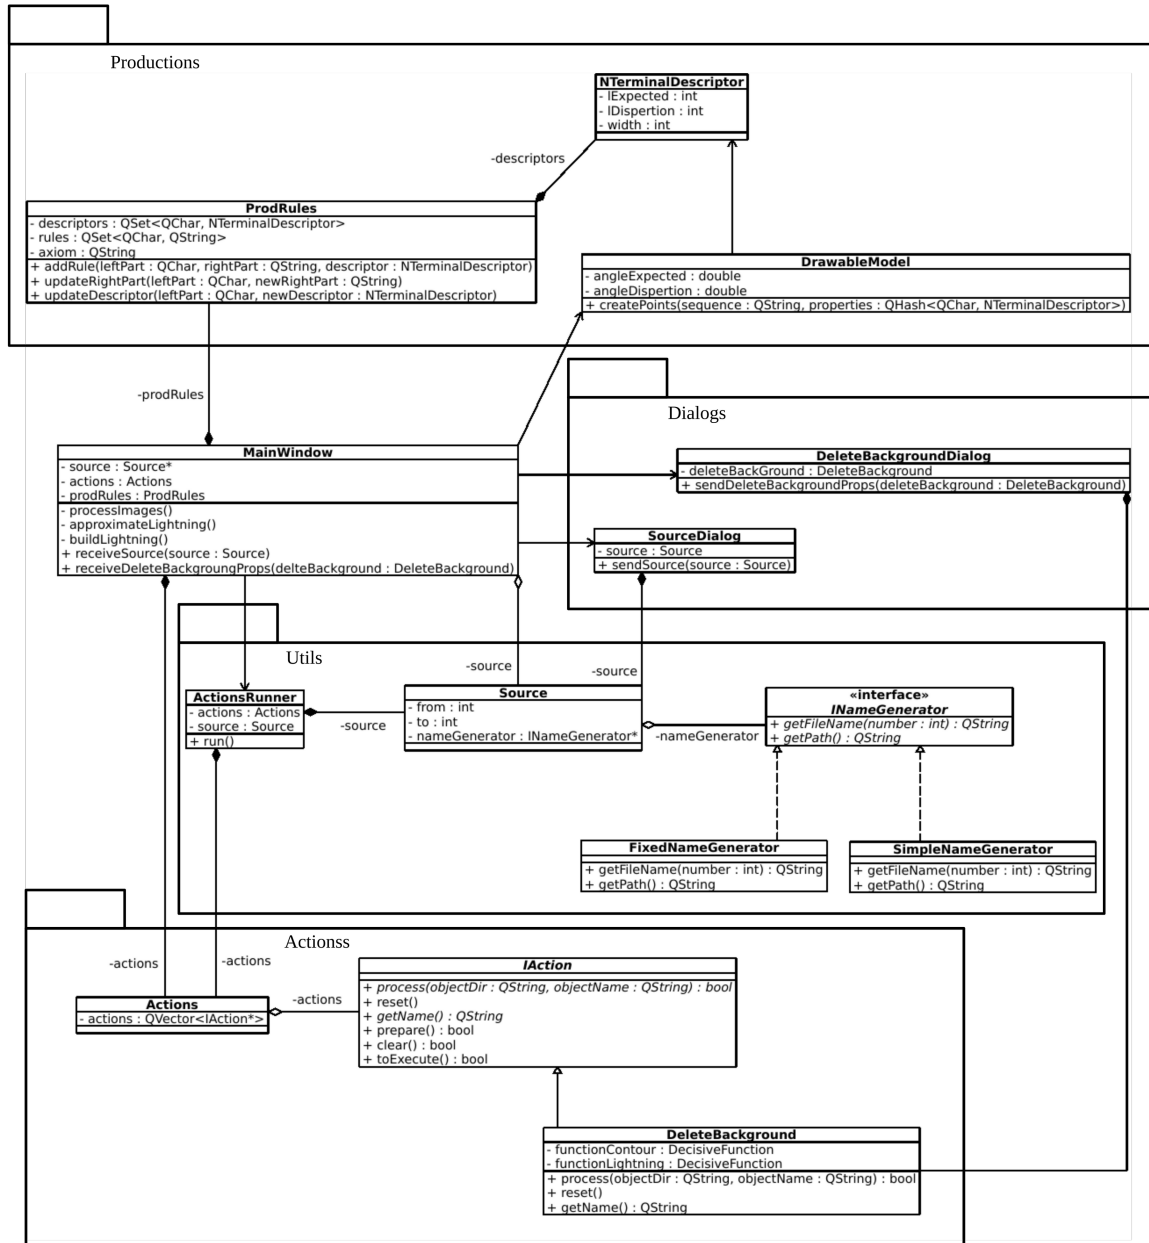 Productions
NTerminalDescriptor
- lExpected : int
- lDispertion : int
- width : int
-descriptors
ProdRules
- descriptors : QSet<QChar, NTerminalDescriptor>
- rules : QSet<QChar, QString>
- axiom : QString
+ addRule(leftPart : QChar, rightPart : QString, descriptor : NTerminalDescriptor)
+ updateRightPart(leftPart : QChar, newRightPart : QString)
+ updateDescriptor(leftPart : QChar, newDescriptor : NTerminalDescriptor)
DrawableModel
- angleExpected : double
- angleDispertion : double
+ createPoints(sequence : QString, properties : QHash<QChar, NTerminalDescriptor>)
-prodRules
Dialogs
MainWindow
- source : Source*
- actions : Actions
- prodRules : ProdRules
- processImages()
- approximateLightning()
- buildLightning()
+ receiveSource(source : Source)
+ receiveDeleteBackgroungProps(delteBackground : DeleteBackground)
DeleteBackgroundDialog
- deleteBackGround : DeleteBackground
+ sendDeleteBackgroundProps(deleteBackground : DeleteBackground)
SourceDialog
- source : Source
+ sendSource(source : Source)
Utils
-source
-source
ActionsRunner
- actions : Actions
- source : Source
+ run()
-source
Source
- from : int
- to : int
- nameGenerator : INameGenerator*
-nameGenerator
«interface»
INameGenerator
+ getFileName(number : int) : QString
+ getPath() : QString
FixedNameGenerator
+ getFileName(number : int) : QString
+ getPath() : QString
SimpleNameGenerator
+ getFileName(number : int) : QString
+ getPath() : QString
Actionss
-actions
-actions
Actions
- actions : QVector<IAction*>
-actions
IAction
+ process(objectDir : QString, objectName : QString) : bool
+ reset()
+ getName() : QString
+ prepare() : bool
+ clear() : bool
+ toExecute() : bool
DeleteBackground
- functionContour : DecisiveFunction
- functionLightning : DecisiveFunction
+ process(objectDir : QString, objectName : QString) : bool
+ reset()
+ getName() : QString